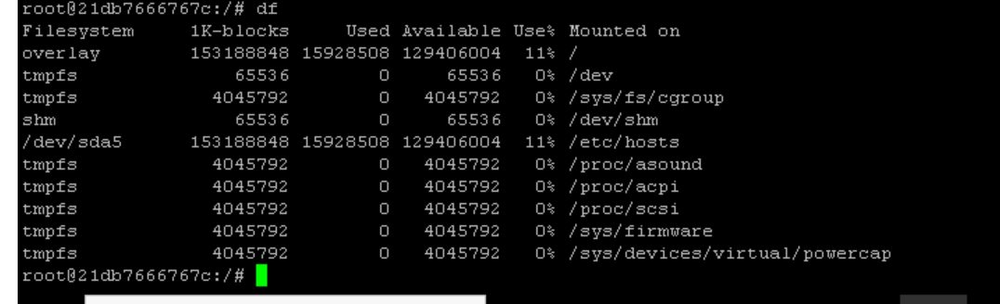 root@21db7666767c:/# df
Filesystem     1K-blocks     Used Available Use% Mounted on
overlay        153188848 15928508 129406004  11% /
tmpfs              65536        0     65536   0% /dev
tmpfs            4045792        0   4045792   0% /sys/fs/cgroup
shm                65536        0     65536   0% /dev/shm
/dev/sda5      153188848 15928508 129406004  11% /etc/hosts
tmpfs            4045792        0   4045792   0% /proc/asound
tmpfs            4045792        0   4045792   0% /proc/acpi
tmpfs            4045792        0   4045792   0% /proc/scsi
tmpfs            4045792        0   4045792   0% /sys/firmware
tmpfs            4045792        0   4045792   0% /sys/devices/virtual/powercap
root@21db7666767c:/#